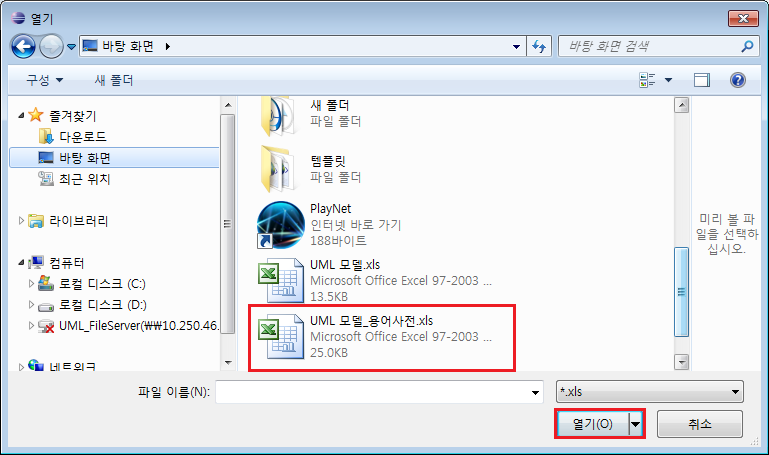 열기
바탕 화면
바탕 화면 검색
구성
새 폴더
즐겨찾기
다운로드
바탕 화면
최근 위치
라이브러리
컴퓨터
로컬 디스크 (C:)
로컬 디스크 (D:)
UML_FileServer(₩₩10.250.46.
네트워크
새 폴더
파일 폴더
템플릿
파일 폴더
PlayNet
인터넷 바로 가기
188바이트
UML 모델.xls
Microsoft Office Excel 97-2003 ...
13.5KB
UML 모델_용어사전.xls
Microsoft Office Excel 97-2003 ...
25.0KB
미리 볼 파
일을 선택하
십시오.
파일 이름(N):
*.xls
열기(O)
취소